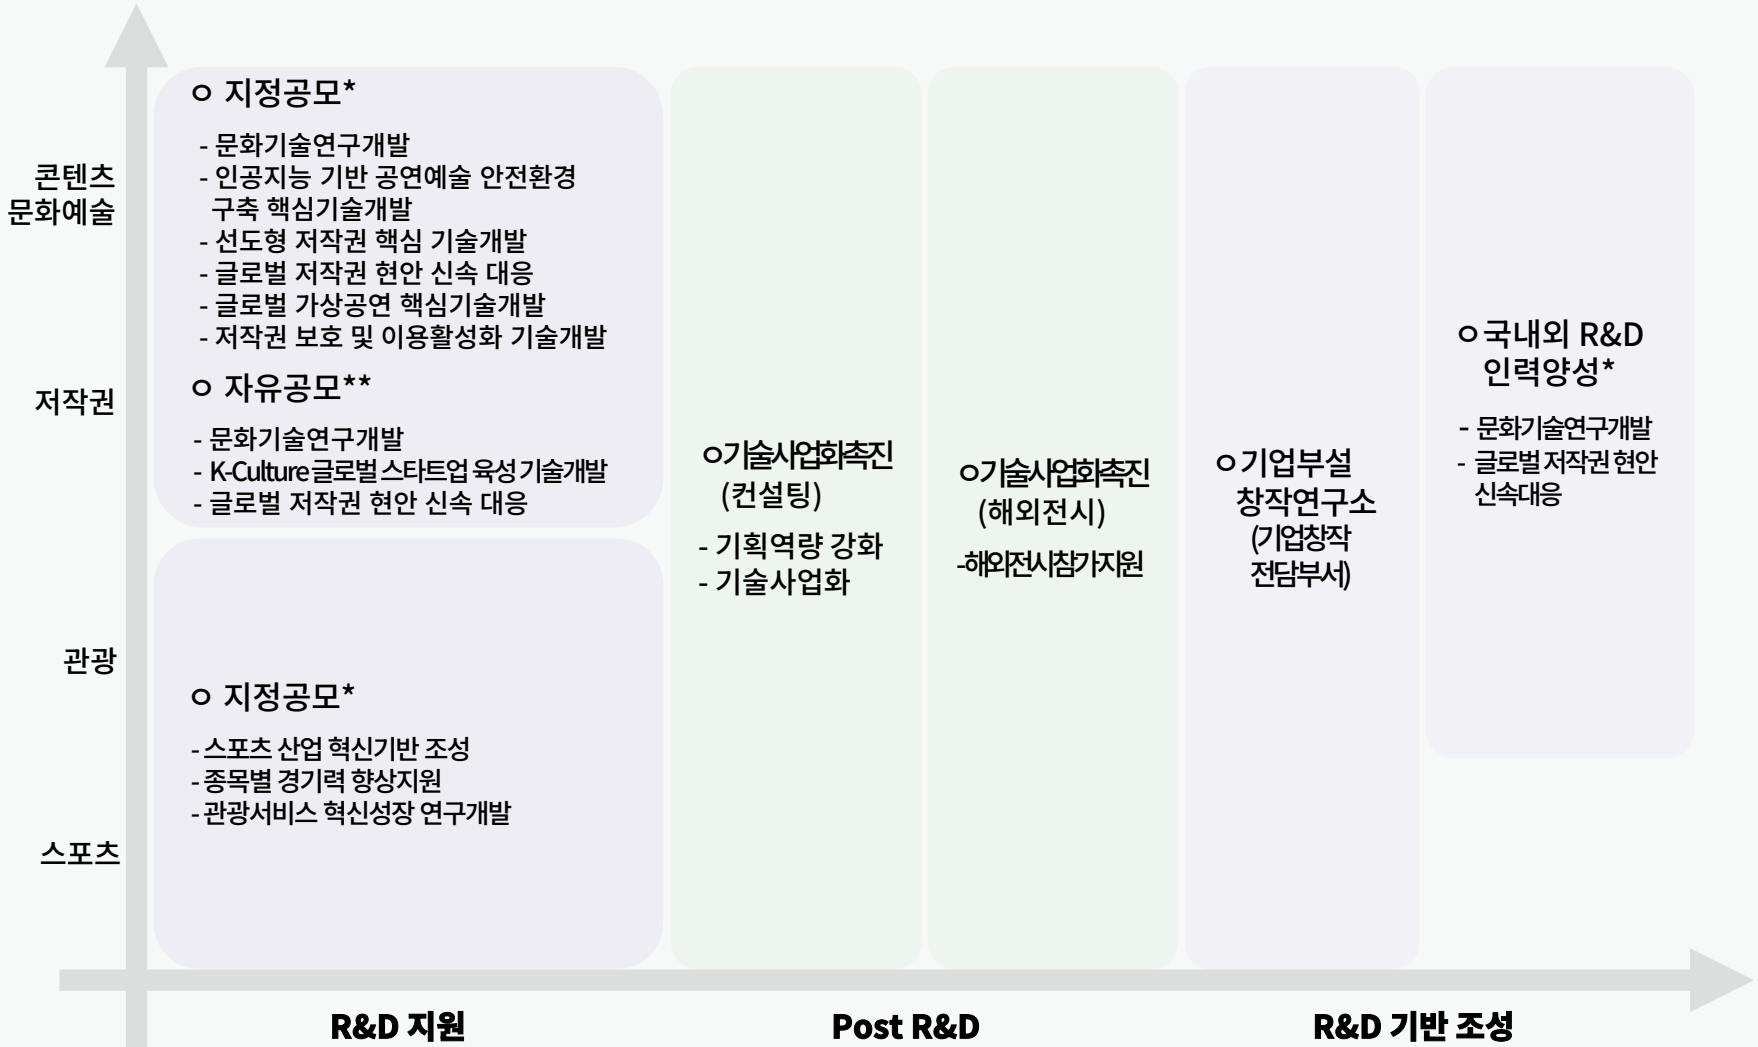 콘텐츠
문화예술
저작권
관광
스포츠
ㅇ 지정공모*
- 문화기술연구개발
- 인공지능 기반 공연예술 안전환경
구축 핵심기술개발
- 선도형 저작권 핵심 기술개발
- 글로벌 저작권 현안 신속 대응
- 글로벌 가상공연 핵심기술개발
- 저작권 보호 및 이용활성화 기술개발
ㅇ 자유공모**
- 문화기술연구개발
- K-Culture 글로벌 스타트업 육성 기술개발
- 글로벌 저작권 현안 신속 대응
ㅇ 지정공모*
- 스포츠 산업 혁신기반 조성
- 종목별 경기력 향상지원
- 관광서비스 혁신성장 연구개발
ㅇ기술사업화촉진
(컨설팅)
- 기획역량 강화
- 기술사업화
ㅇ기술사업화촉진
(해외전시)
-해외전시참가지원
ㅇ기업부설
창작연구소
(기업창작
전담부서)
ㅇ국내외 R&D
인력양성*
- 문화기술연구개발
- 글로벌 저작권 현안
신속대응
R&D 지원
Post R&D
R&D 기반 조성